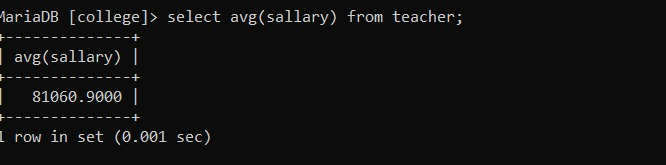 MariaDB [college]> select avg(sallary) from teacher;
+--------------+
| avg(sallary) |
+--------------+
|   81060.9000 |
+--------------+
1 row in set (0.001 sec)